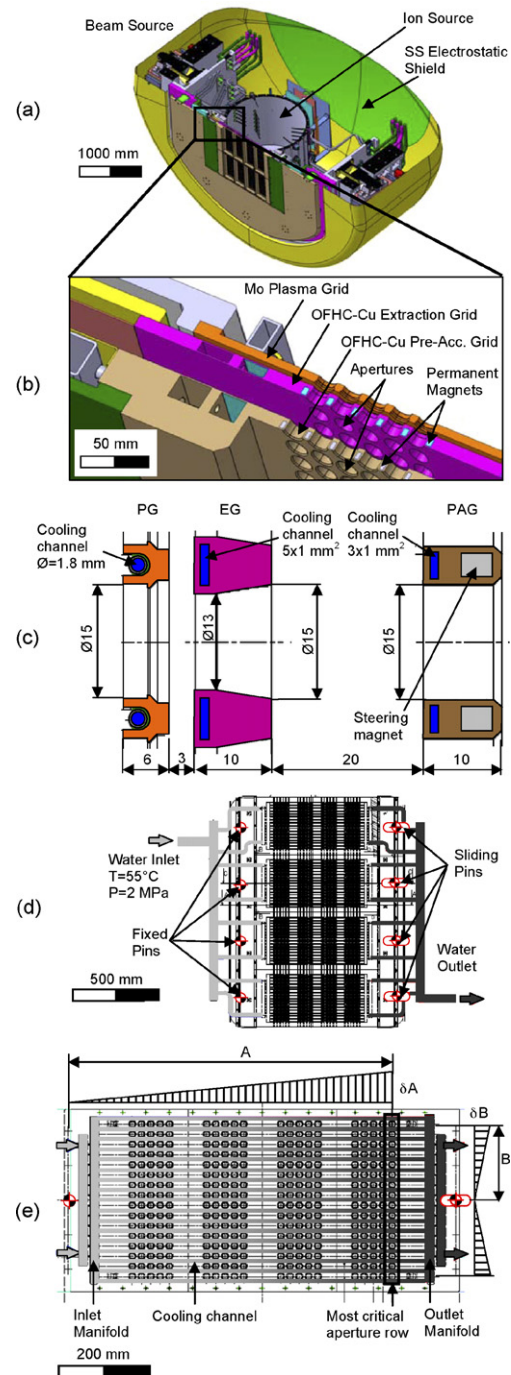 (a)
Beam Source
Ion Source
SS Electrostatic
Shield
1000 mm
(b)
Mo Plasma Grid
OFHC-Cu Extraction Grid
OFHC-Cu Pre-Acc. Grid
Apertures
Permanent
Magnets
50 mm
(c)
PG
EG
PAG
Cooling
channel
Ø=1.8 mm
Cooling
channel
5x1 mm²
Cooling
channel
3x1 mm²
Ø15
Ø13
Ø15
Ø15
Steering
magnet
6
3
10
20
10
(d)
Water Inlet
T=55°C
P=2 MPa
Fixed
Pins
Sliding
Pins
Water
Outlet
500 mm
(e)
A
δA
δB
B
Inlet
Manifold
Cooling channel
Most critical
aperture row
Outlet
Manifold
200 mm